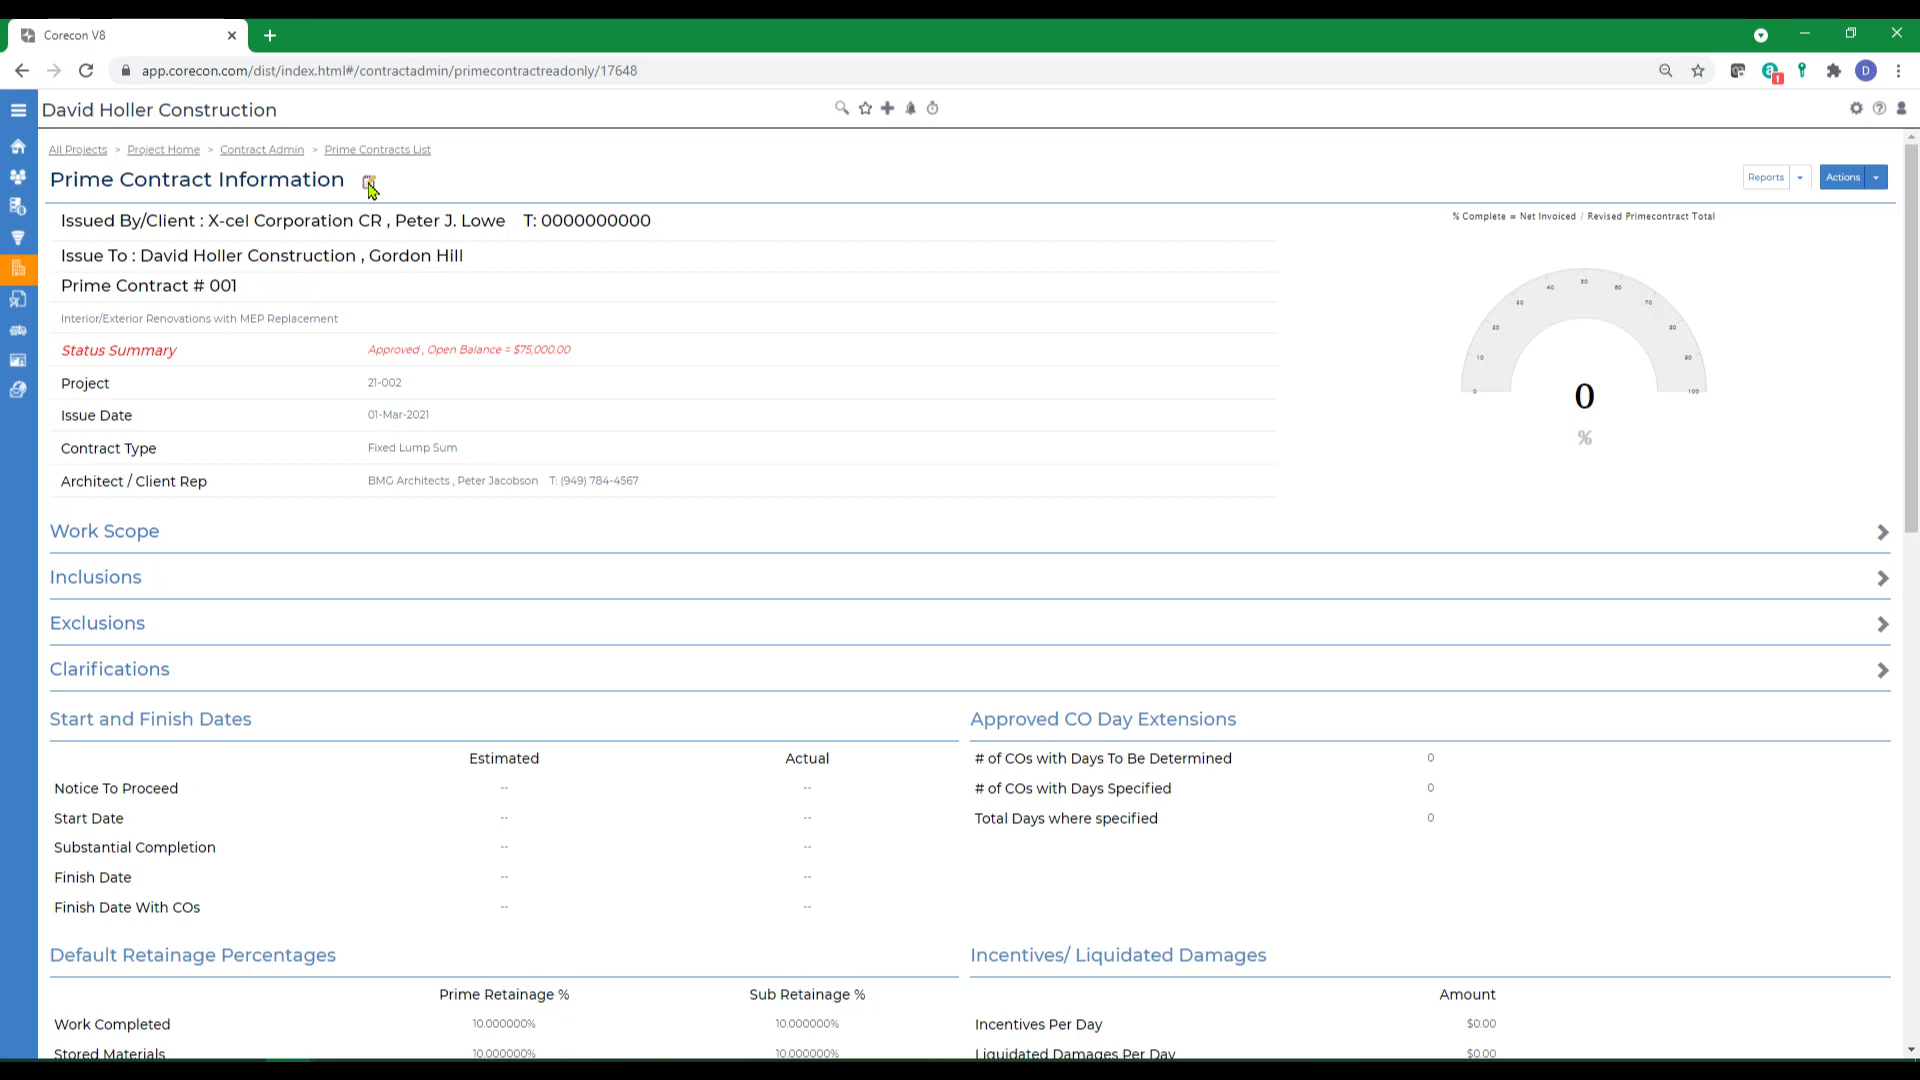 Corecon V8
app.corecon.com/dist/index.html#/contractadmin/primecontractreadonly/17648
1
D
David Holler Construction
All Projects > Project Home > Contract Admin > Prime Contracts List
Prime Contract Information
Reports
Actions
Issued By/Client : X-cel Corporation CR , Peter J. Lowe T: 0000000000
% Complete = Net Invoiced / Revised Primecontract Total
Issue To : David Holler Construction , Gordon Hill
Prime Contract # 001
Interior/Exterior Renovations with MEP Replacement
Status Summary Approved , Open Balance = $75,000.00
Project 21-002
Issue Date 01-Mar-2021
Contract Type Fixed Lump Sum
Architect / Client Rep BMG Architects , Peter Jacobson T: (949) 784-4567
0
10
40
50
70
90
100
0
%
Work Scope
Inclusions
Exclusions
Clarifications
Start and Finish Dates
Estimated Actual
Notice To Proceed -- --
Start Date -- --
Substantial Completion -- --
Finish Date -- --
Finish Date With COs -- --
Approved CO Day Extensions
# of COs with Days To Be Determined 0
# of COs with Days Specified 0
Total Days where specified 0
Default Retainage Percentages
Prime Retainage % Sub Retainage %
Work Completed 10.000000% 10.000000%
Stored Materials 10.000000% 10.000000%
Incentives/ Liquidated Damages
Amount
Incentives Per Day $0.00
Liquidated Damages Per Day $0.00